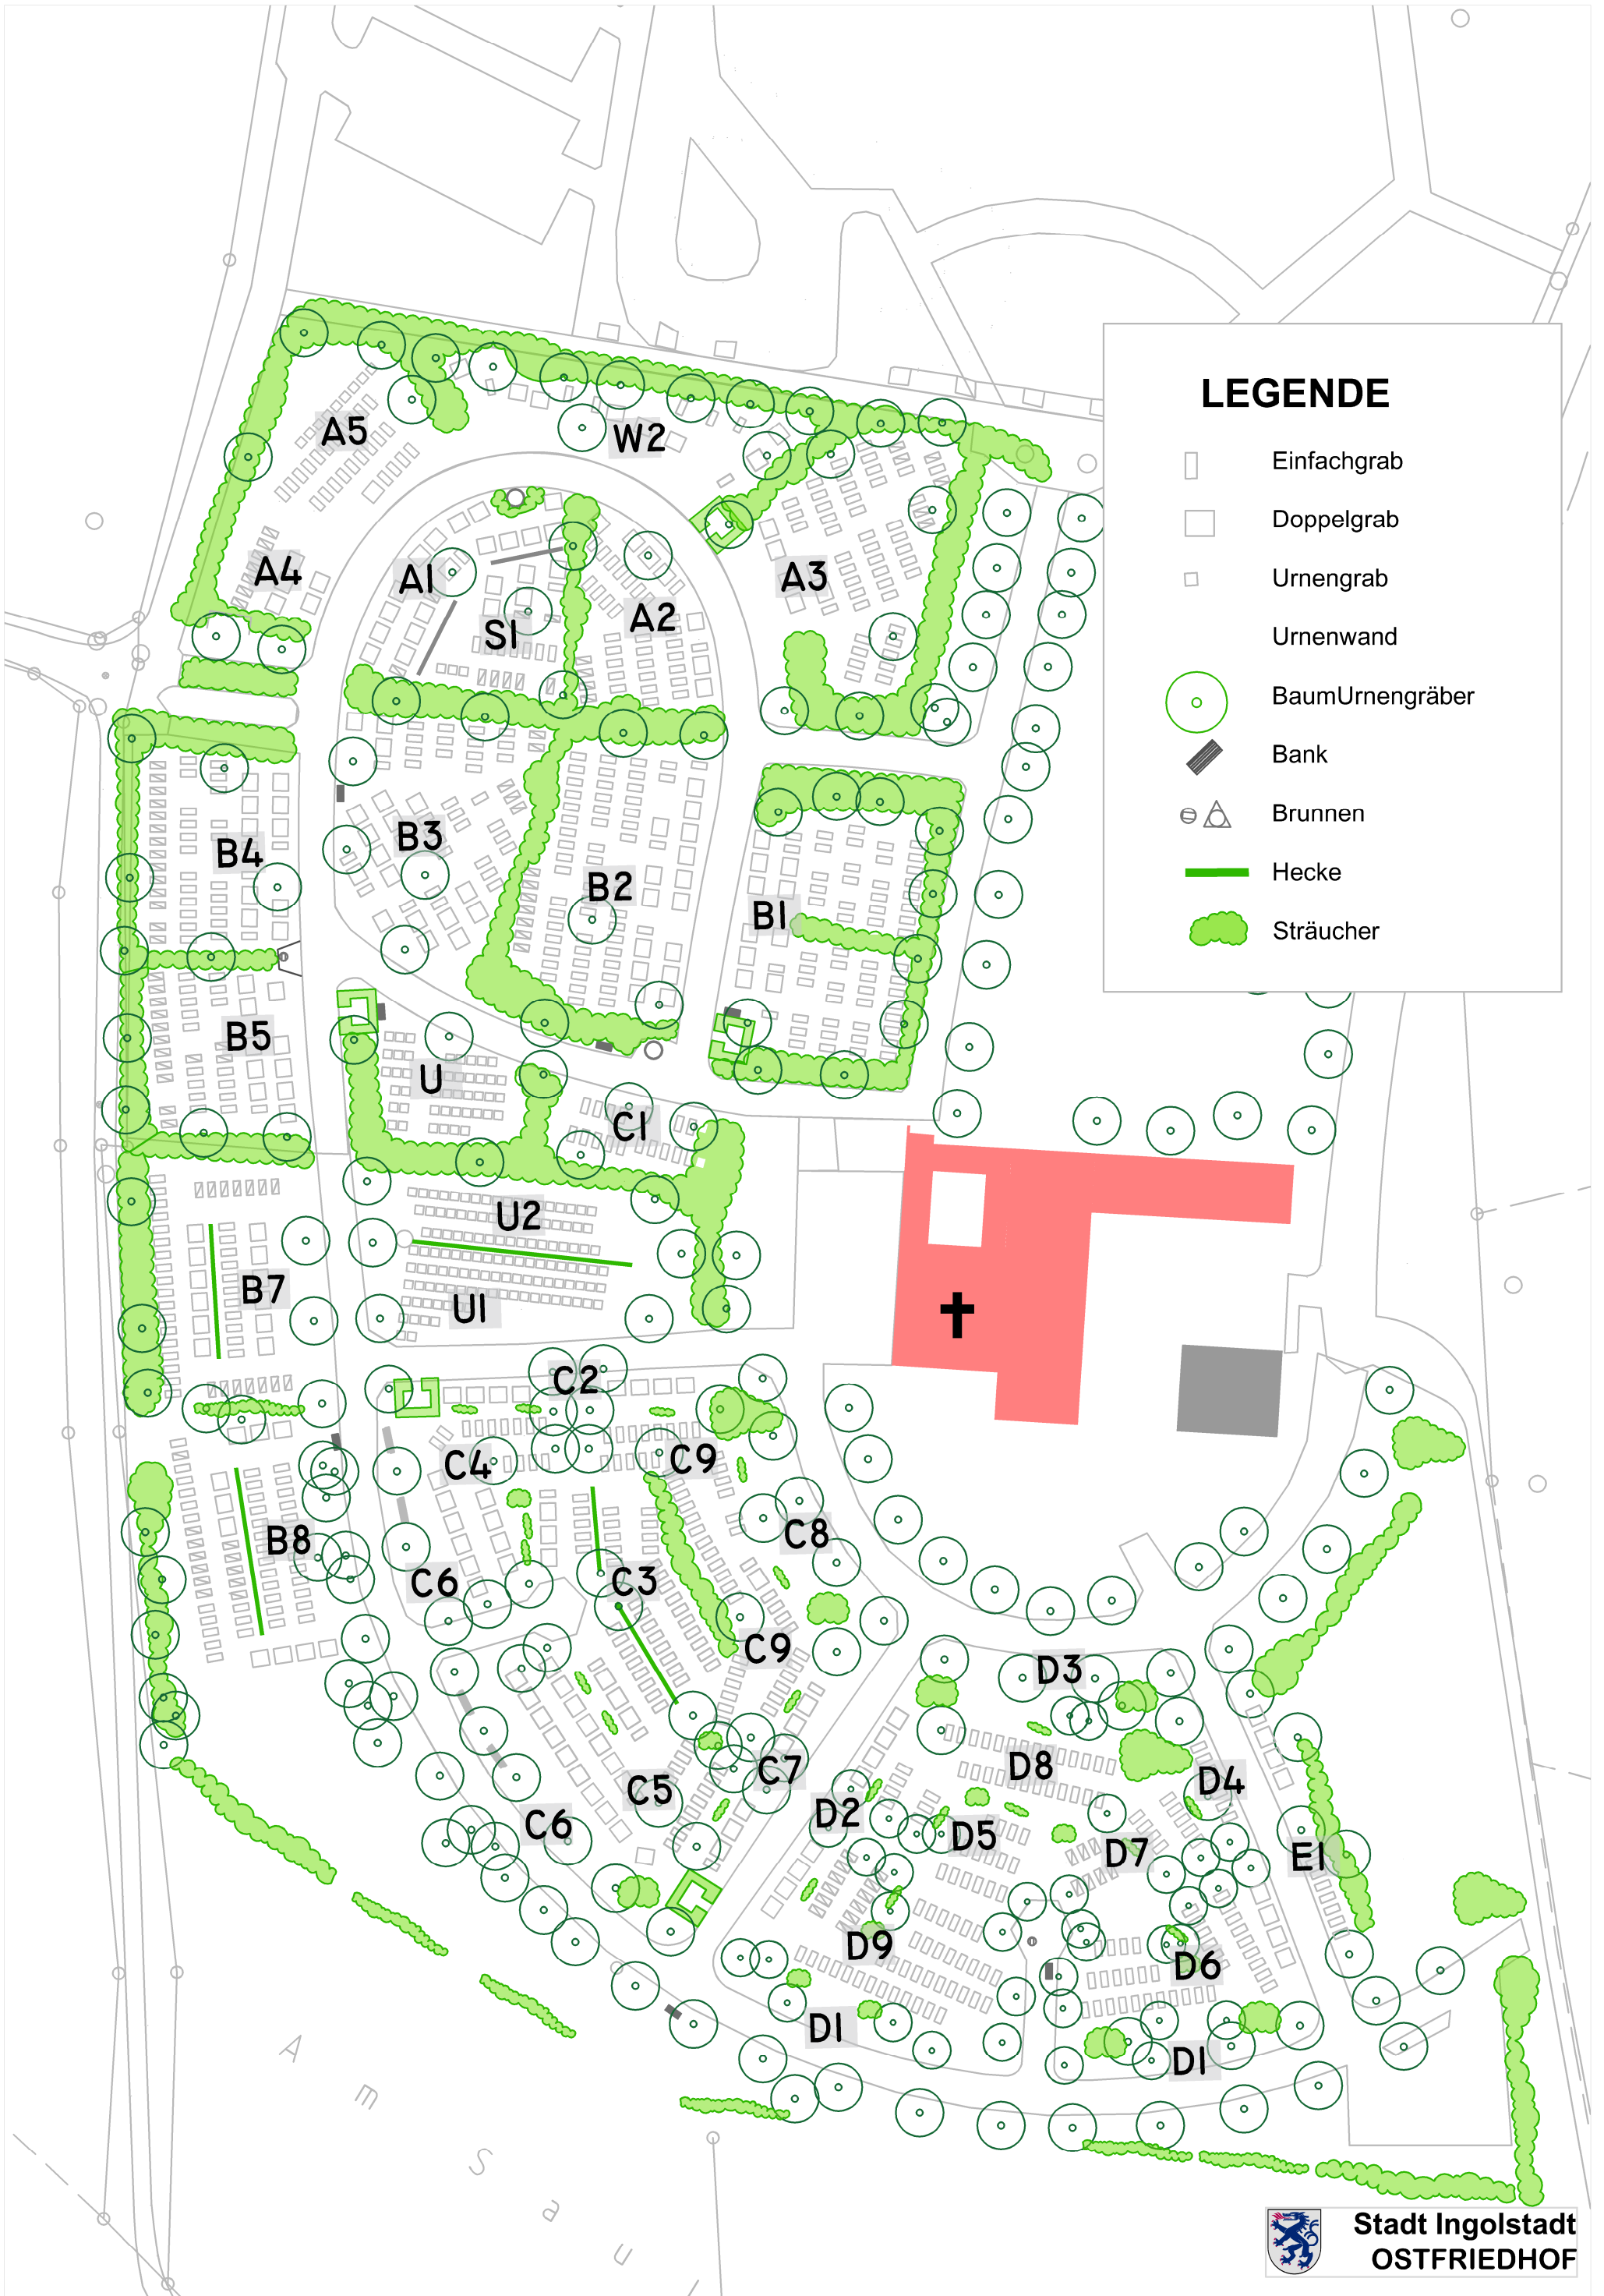 LEGENDE
Einfachgrab
Doppelgrab
Urnengrab
Urnenwand
BaumUrnengräber
Bank
Brunnen
Hecke
Sträucher
A5
W2
A4
A1
S1
A2
A3
B4
B3
B2
B1
B5
U
C1
U2
B7
U1
C2
C4
C9
B8
C8
C6
C3
C9
D3
C7
C5
D8
D4
C6
D2
D5
D7
E1
D9
D6
D1
D1
A m S a u
Stadt Ingolstadt
OSTFRIEDHOF